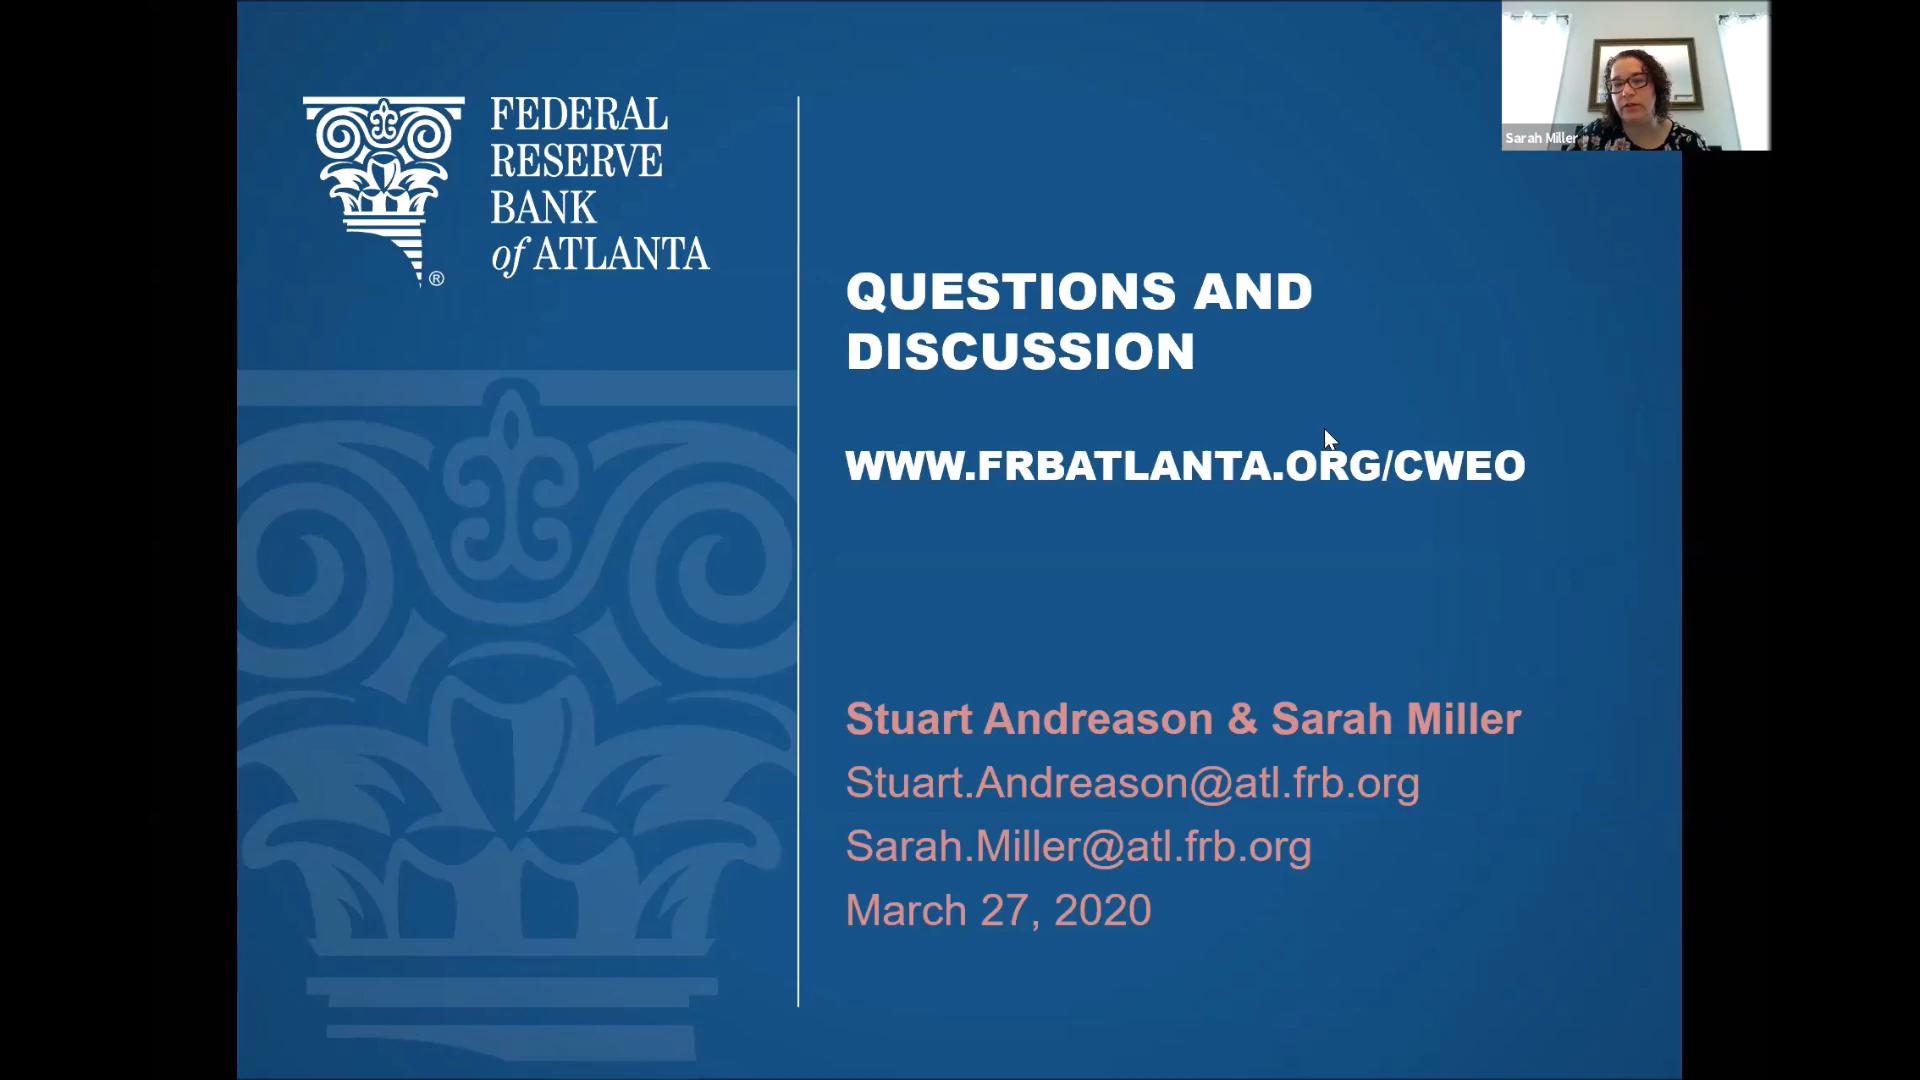 FEDERAL
RESERVE
BANK
of ATLANTA
®
QUESTIONS AND
DISCUSSION
WWW.FRBATLANTA.ORG/CWEO
Stuart Andreason & Sarah Miller
Stuart.Andreason@atl.frb.org
Sarah.Miller@atl.frb.org
March 27, 2020
Sarah Miller